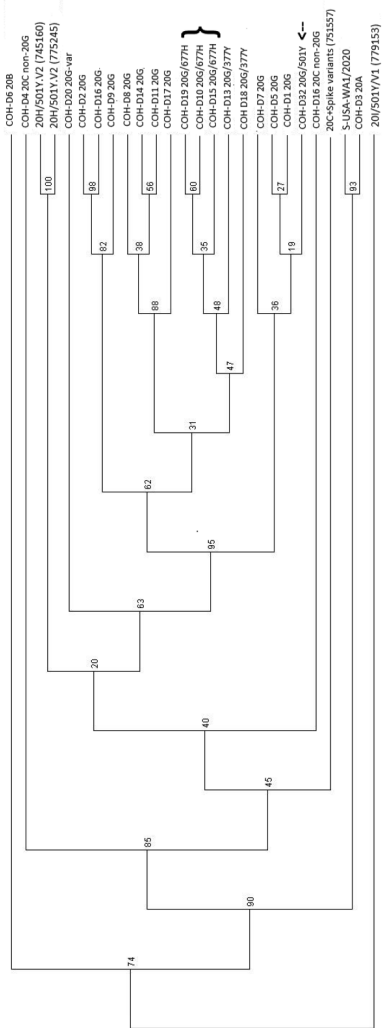 COH-D6 20B
COH-D4 20C non-20G
20H/501Y.V2 (745160)
20H/501Y.V2 (775245)
COH-D20 20G-var
COH-D2 20G
COH-D16 20G-
COH-D9 20G
COH-D8 20G
COH-D14 20G
COH-D11 20G
COH-D17 20G
COH-D19 20G/677H
COH-D10 20G/677H
COH-D15 20G/677H
}
COH-D13 20G/377Y
COH D18 20G/377Y
COH-D7 20G
COH-D5 20G
COH-D1 20G
COH-D32 20G/501Y <--
COH-D16 20C non-20G
20C+Spike variants (751557)
S-USA-WA1/2020
COH-D3 20A
20I/501Y/V1 (779153)
100
98
56
60
27
93
82
38
35
19
88
48
36
47
31
62
95
63
20
40
45
85
90
74